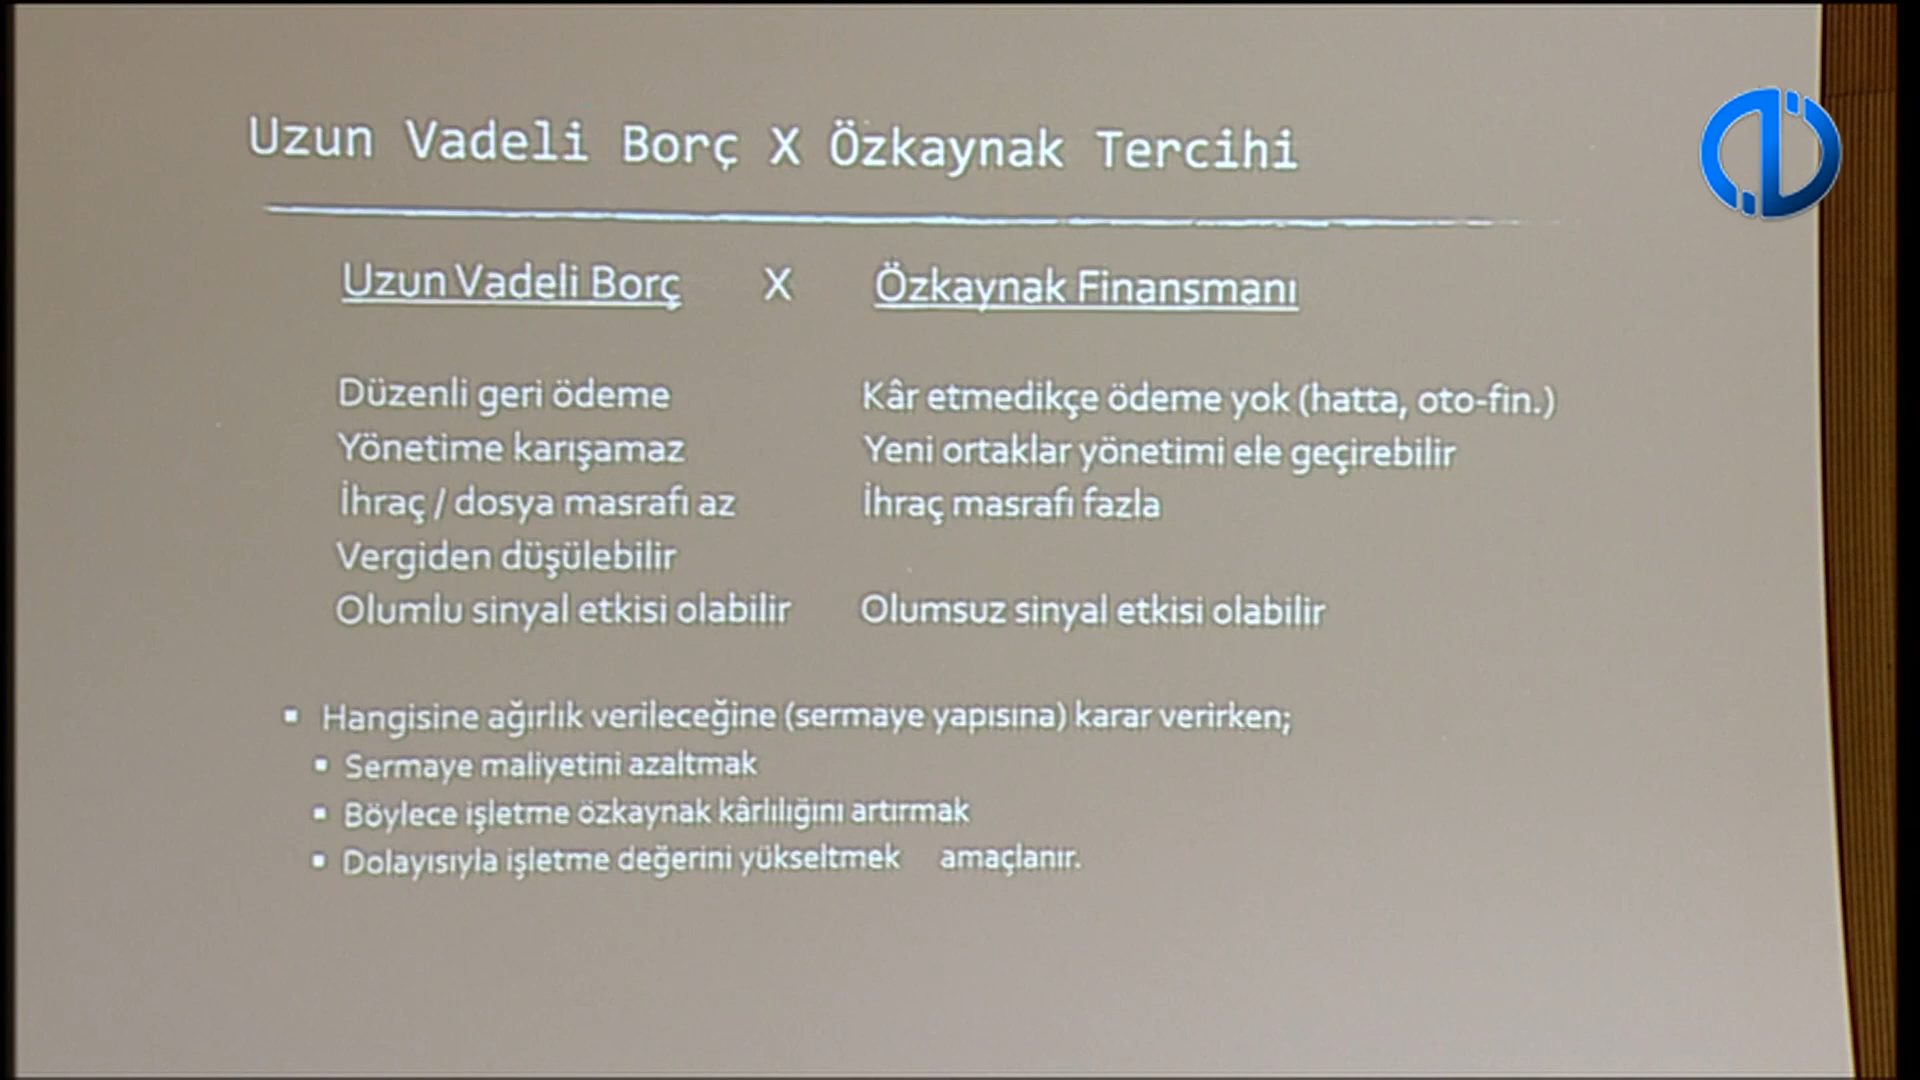 Uzun Vadeli Borç X Özkaynak Tercihi
Uzun Vadeli Borç X Özkaynak Finansmanı
Düzenli geri ödeme Kâr etmedikçe ödeme yok (hatta, oto-fin.)
Yönetime karışamaz Yeni ortaklar yönetimi ele geçirebilir
İhraç / dosya masrafı az İhraç masrafı fazla
Vergiden düşülebilir
Olumlu sinyal etkisi olabilir Olumsuz sinyal etkisi olabilir
▪ Hangisine ağırlık verileceğine (sermaye yapısına) karar verirken;
▪ Sermaye maliyetini azaltmak
▪ Böylece işletme özkaynak kârlılığını artırmak
▪ Dolayısıyla işletme değerini yükseltmek amaçlanır.